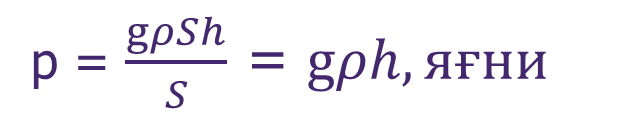 p = gρSh/S = gρh, яғни